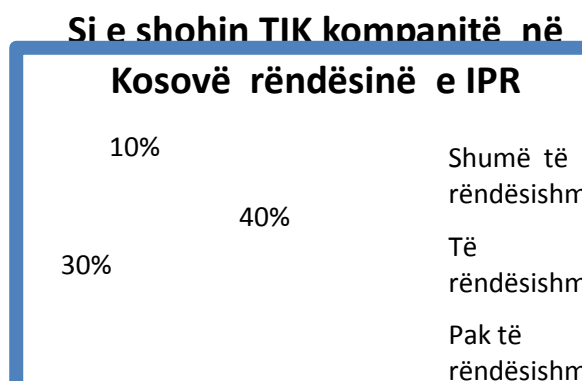 Si e shohin TIK kompanitë në
Kosovë rëndësinë e IPR
10%
Shumë të
rëndësishm
40%
30%
Të
rëndësishm
Pak të
rëndësishm